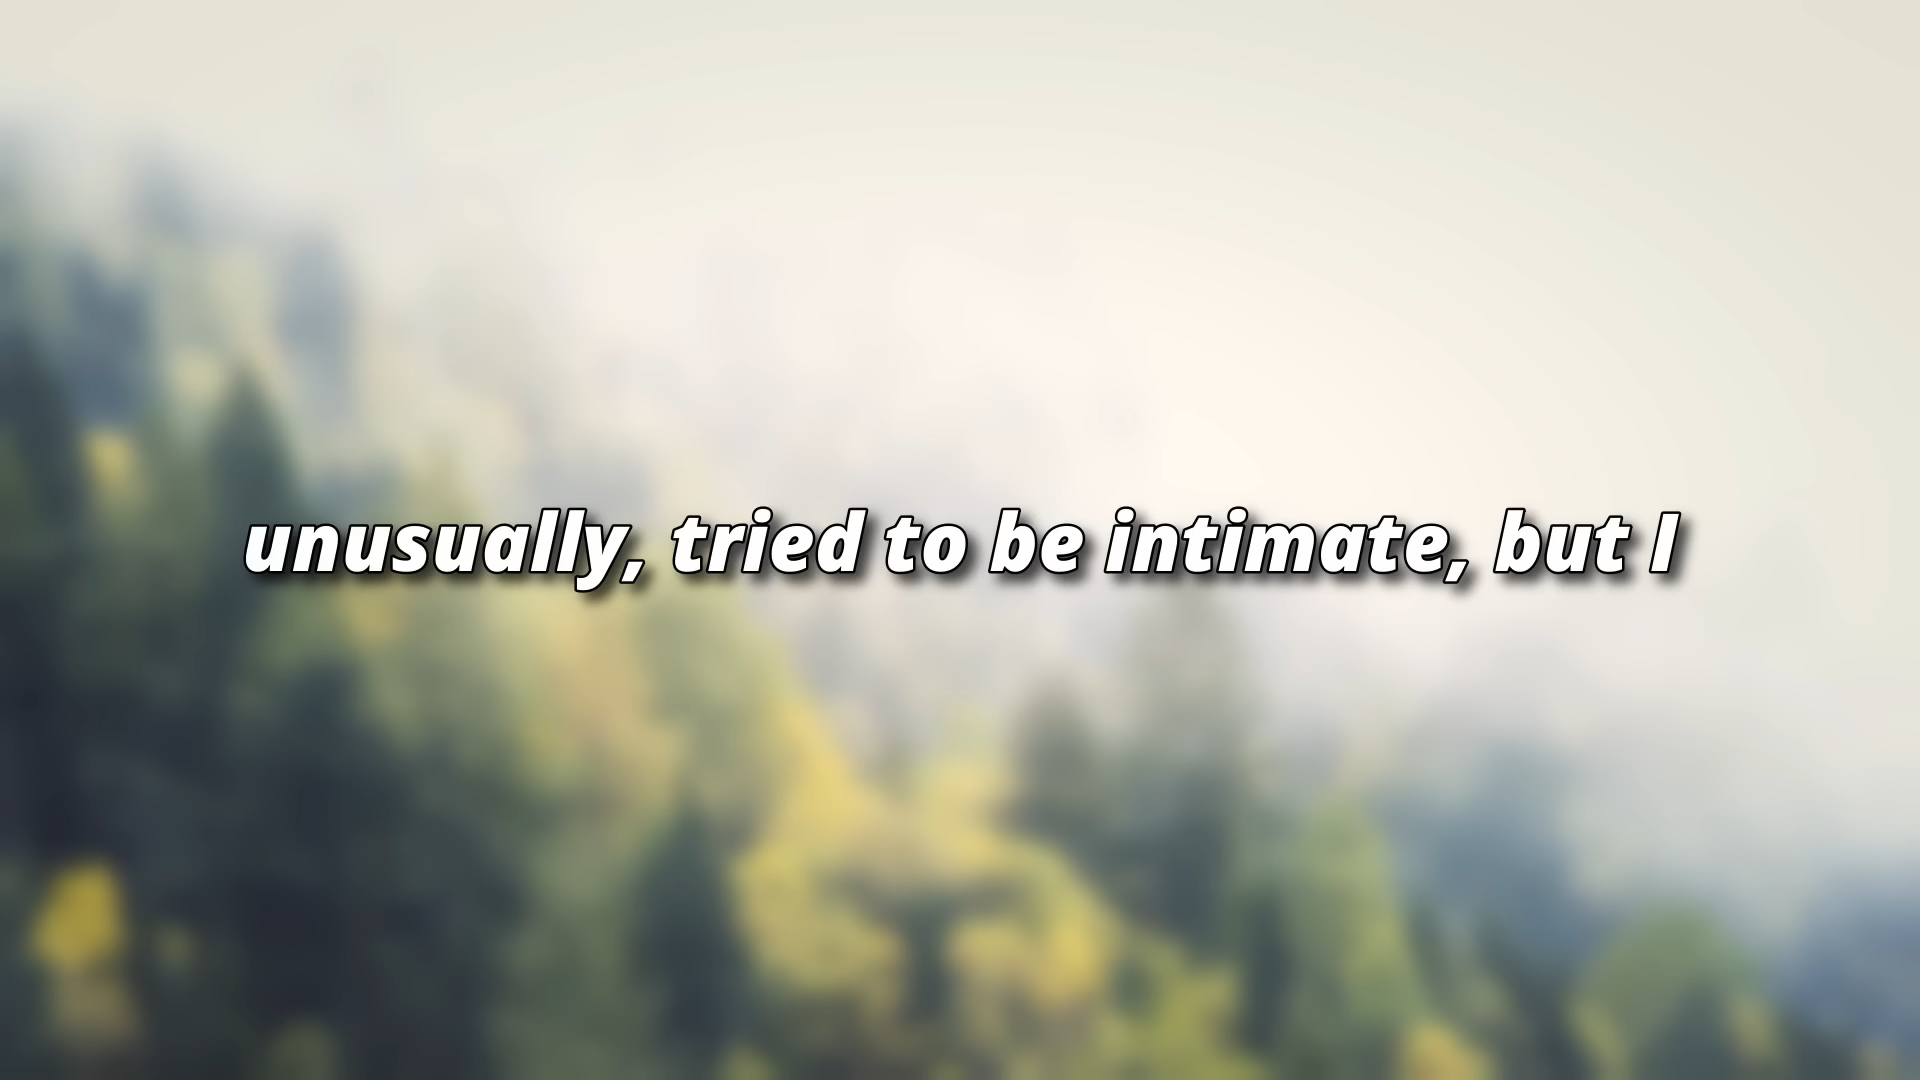 unusually, tried to be intimate, but I